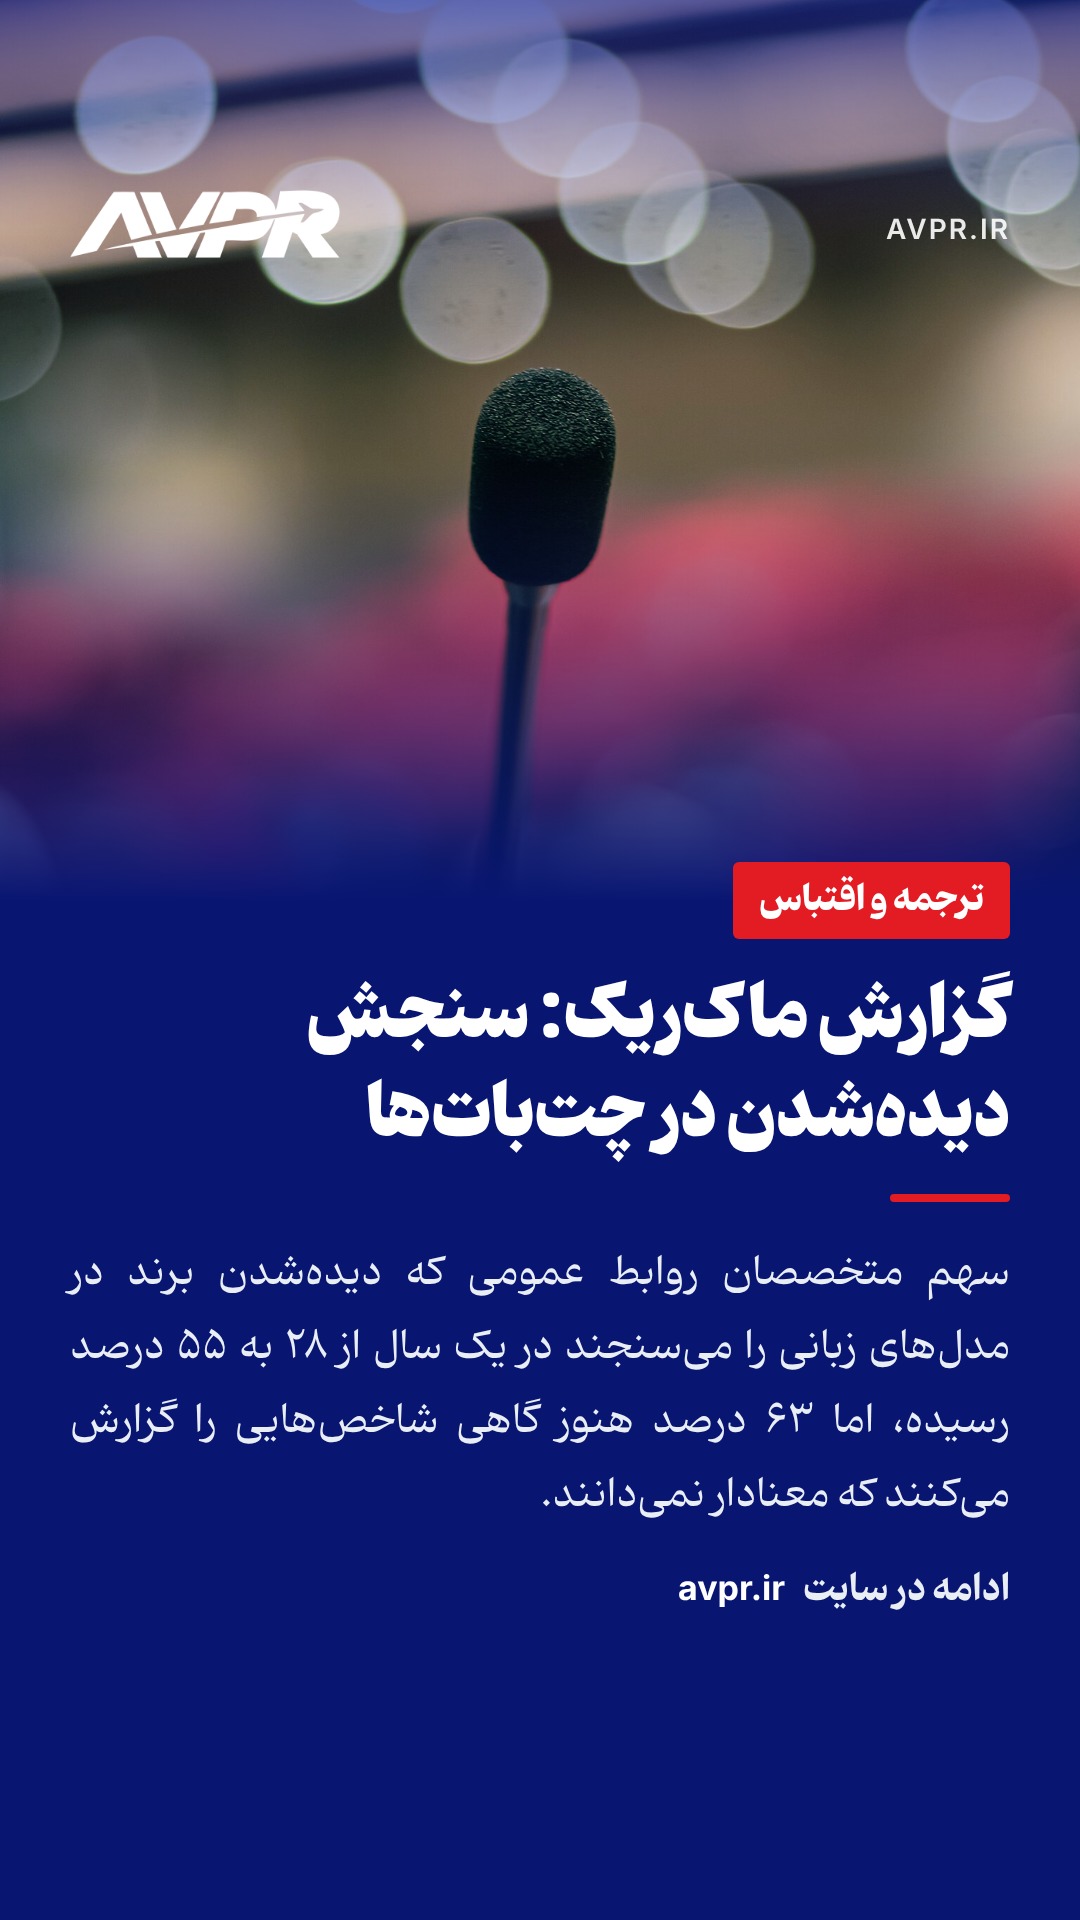 AVPR
AVPR.IR
ترجمه و اقتباس
گزارش ماک‌ریک: سنجش
دیده‌شدن در چت‌بات‌ها
سهم متخصصان روابط عمومی که دیده‌شدن برند در
مدل‌های زبانی را می‌سنجند در یک سال از ۲۸ به ۵۵ درصد
رسیده، اما ۶۳ درصد هنوز گاهی شاخص‌هایی را گزارش
می‌کنند که معنادار نمی‌دانند.
ادامه در سایت avpr.ir